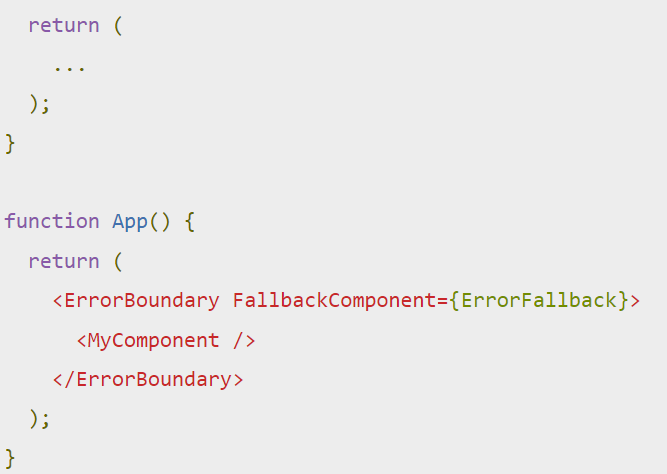 return (
    ...
  );
}

function App() {
  return (
    <ErrorBoundary FallbackComponent={ErrorFallback}>
      <MyComponent />
    </ErrorBoundary>
  );
}